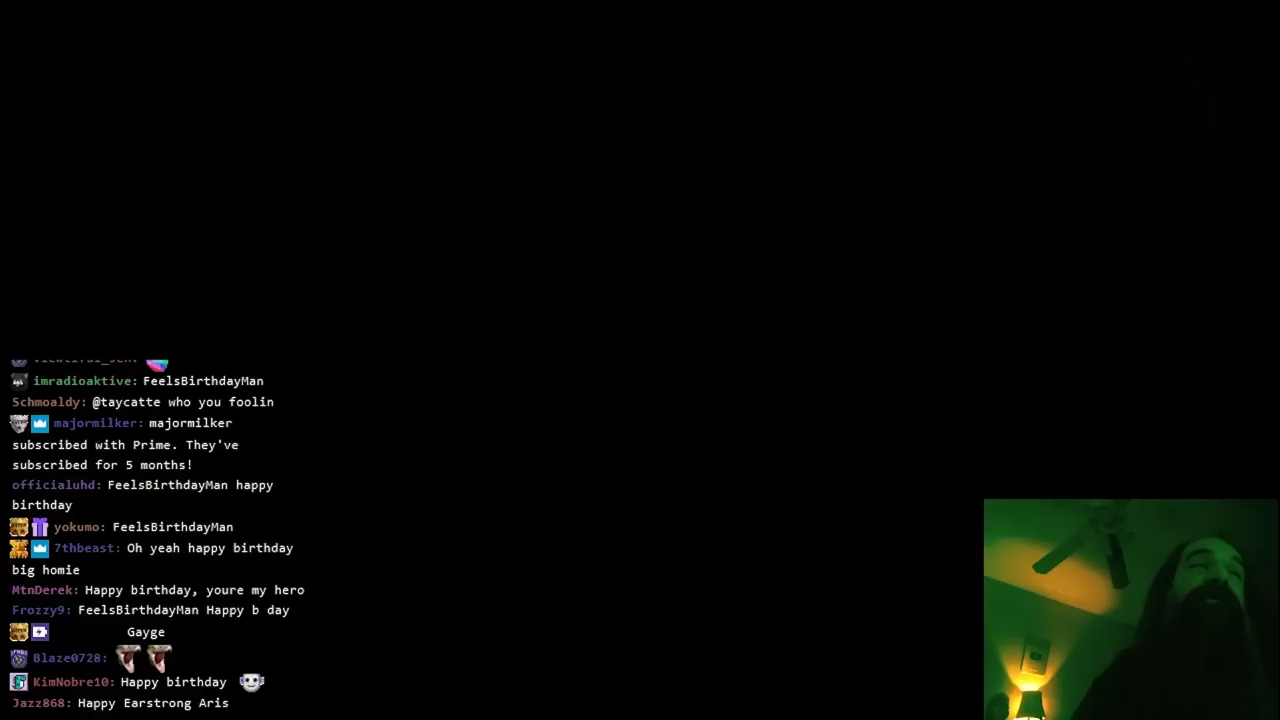 imradioaktive: FeelsBirthdayMan
Schmoaldy: @taycatte who you foolin
majormilker: majormilker
subscribed with Prime. They've
subscribed for 5 months!
officialuhd: FeelsBirthdayMan happy
birthday
yokumo: FeelsBirthdayMan
7thbeast: Oh yeah happy birthday
big homie
MtnDerek: Happy birthday, youre my hero
Frozzy9: FeelsBirthdayMan Happy b day
Gayge
Blaze0728:
KimNobre10: Happy birthday
Jazz868: Happy Earstrong Aris